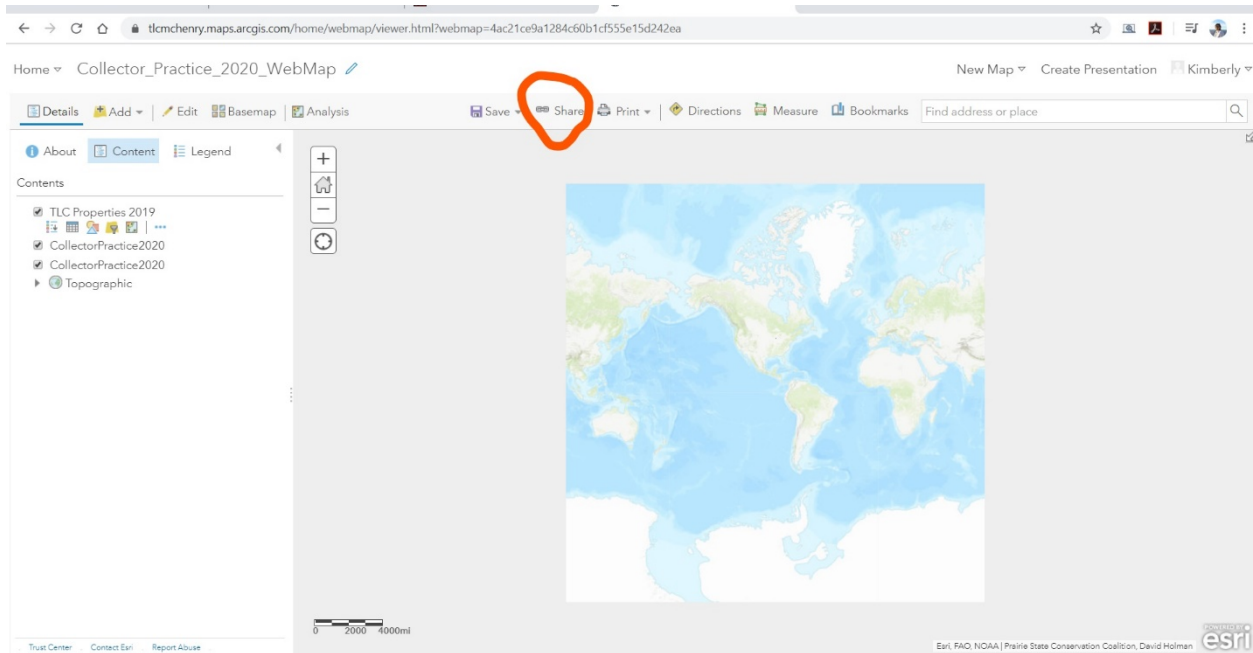 tlcmchenry.maps.arcgis.com/home/webmap/viewer.html?webmap=4ac21ce9a1284c60b1cf555e15d242ea
Home Collector_Practice_2020_WebMap New Map Create Presentation Kimberly
Details Add Edit Basemap Analysis Save Share Print Directions Measure Bookmarks Find address or place
About Content Legend
Contents
TLC Properties 2019
CollectorPractice2020
CollectorPractice2020
Topographic
0 2000 4000mi
Trust Center Contact Esri Report Abuse
Esri, FAO, NOAA | Prairie State Conservation Coalition, David Holman
POWERED BY
esri